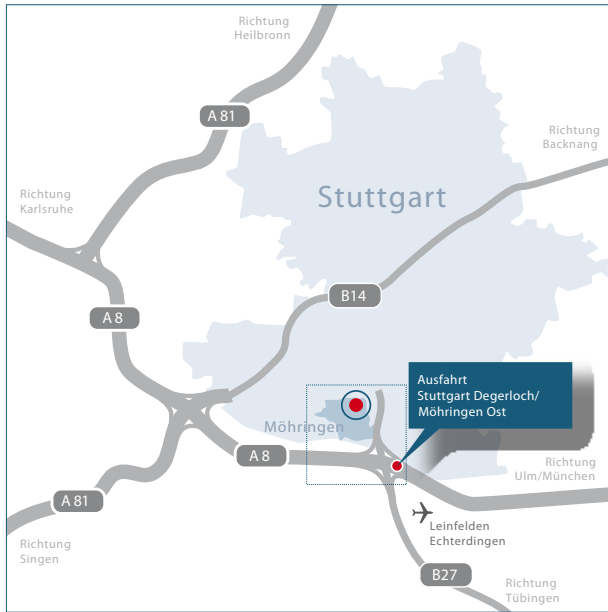 Richtung
Heilbronn
A 81
Richtung
Backnang
Richtung
Karlsruhe
Stuttgart
B14
A 8
Ausfahrt
Stuttgart Degerloch/
Möhringen Ost
Möhringen
A 8
Richtung
Ulm/München
A 81
Leinfelden
Echterdingen
Richtung
Singen
B27
Richtung
Tübingen